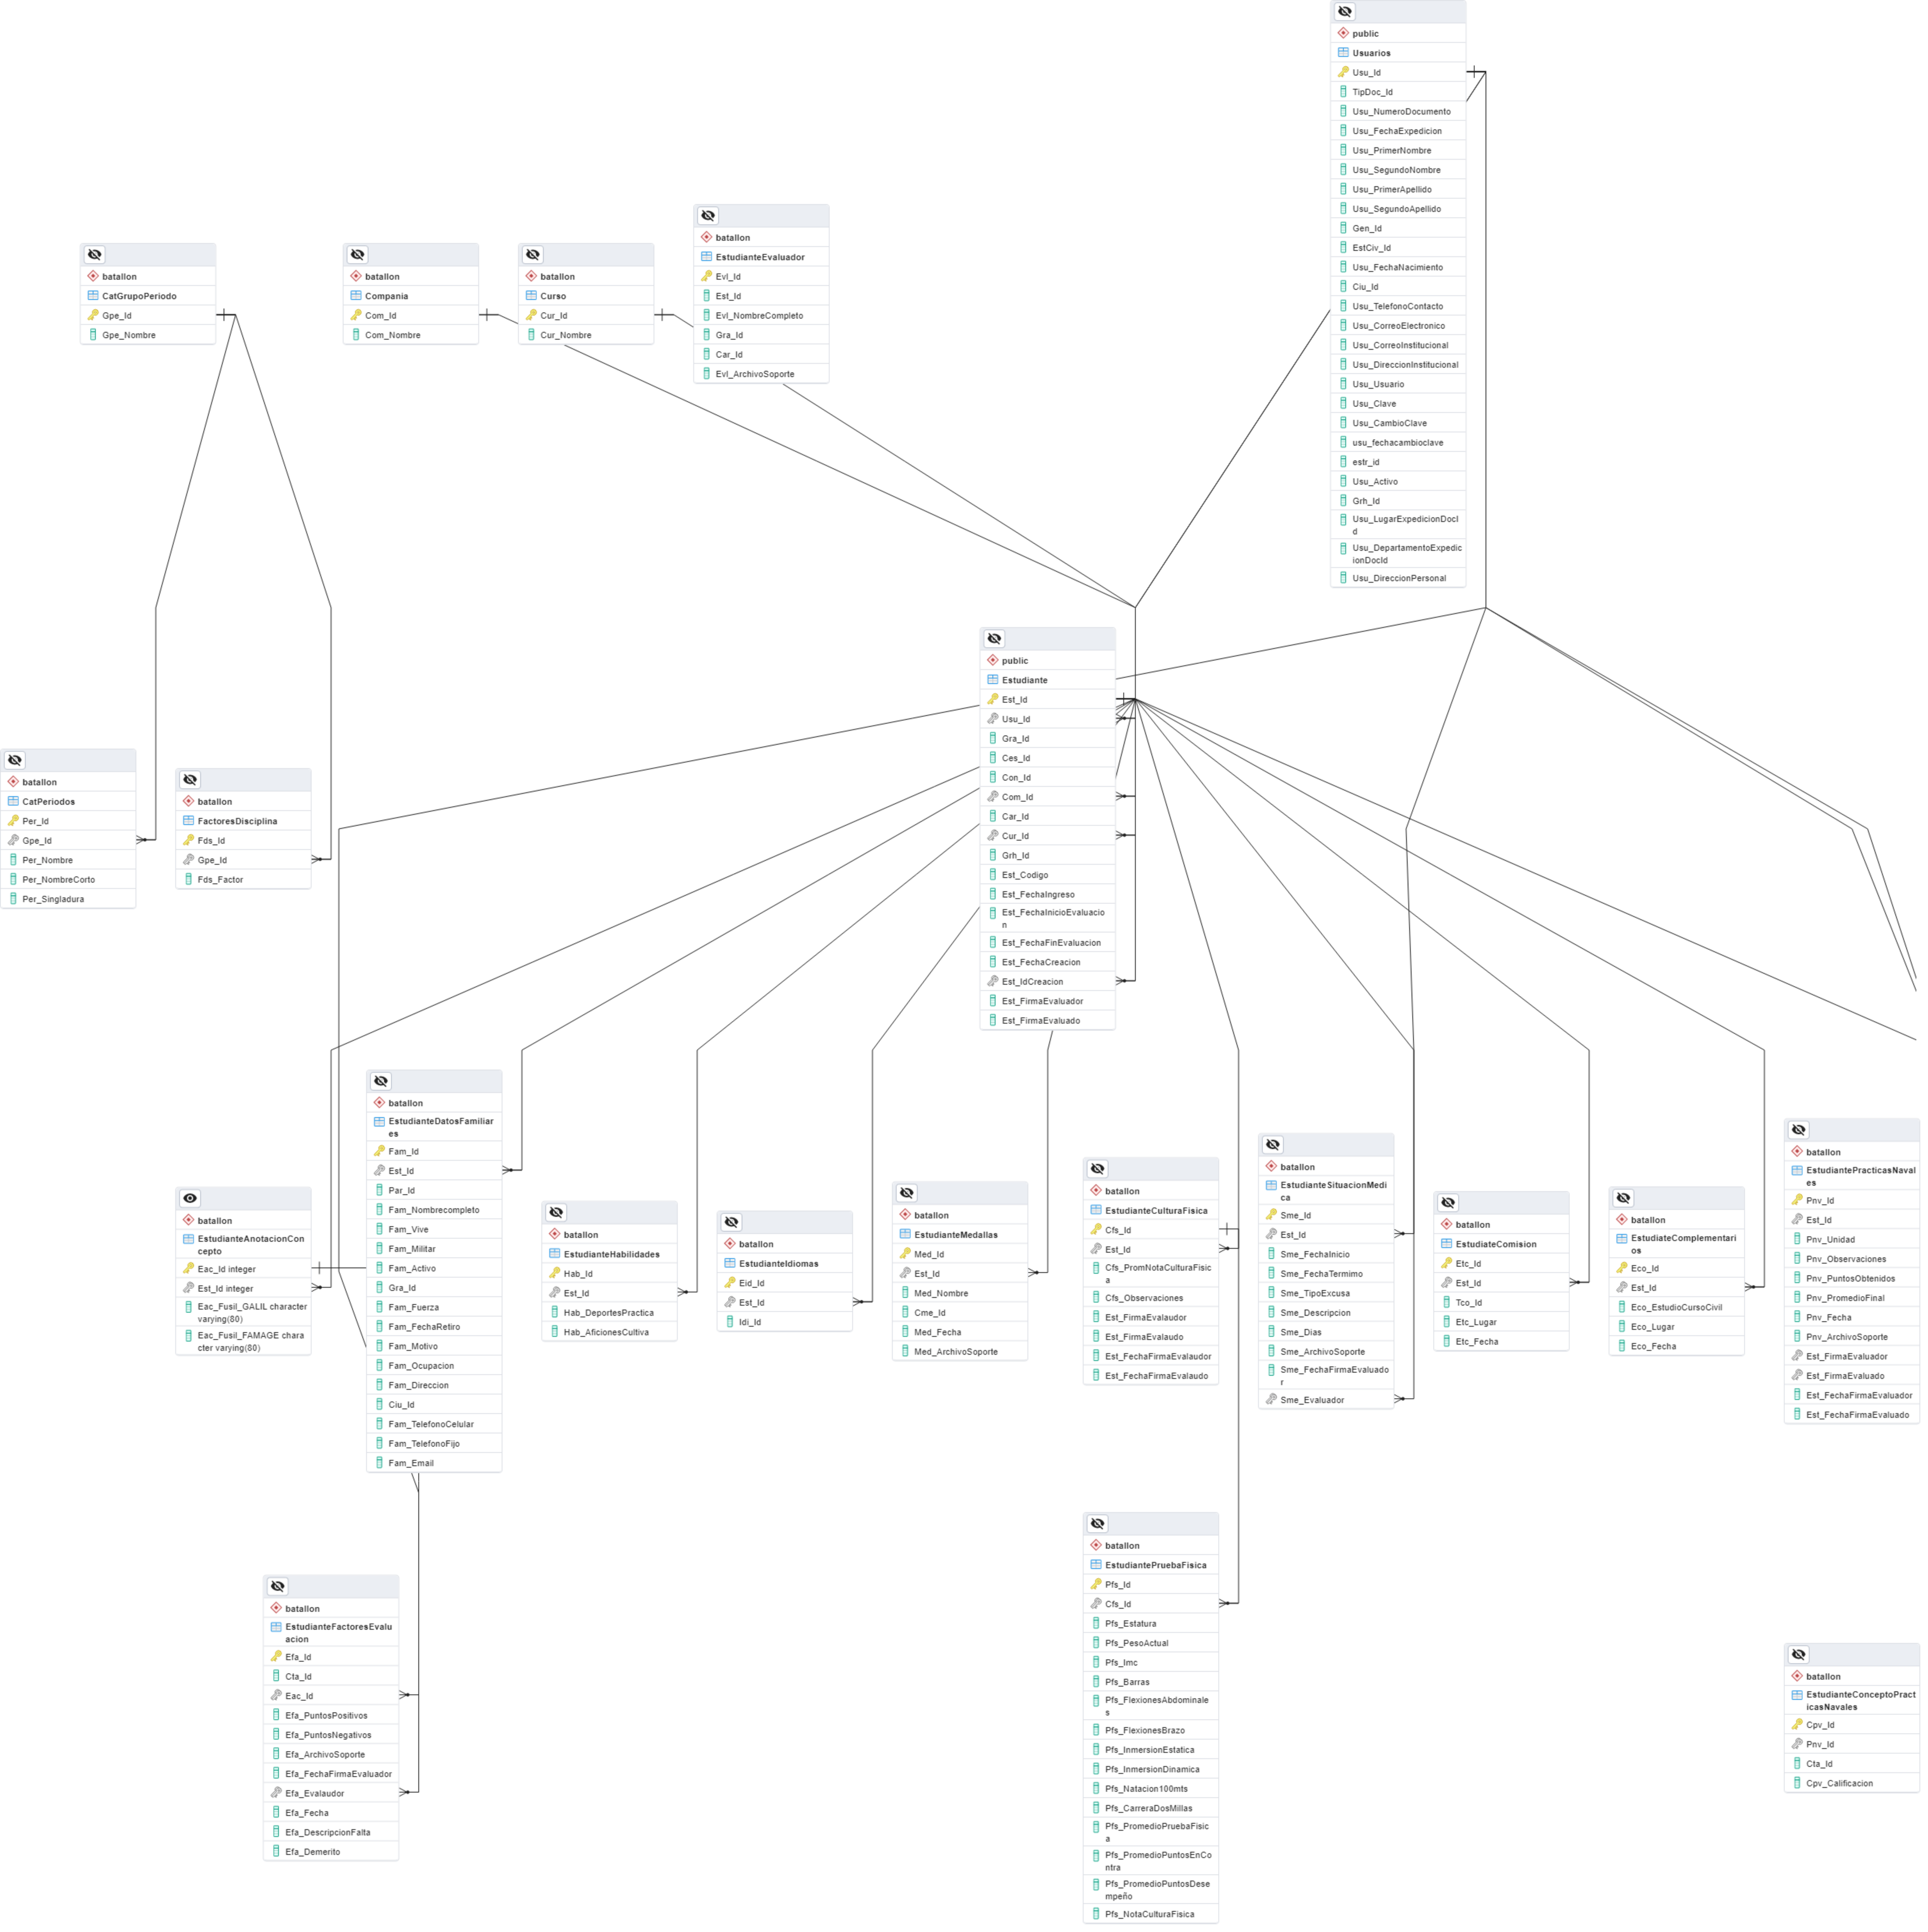 public
Usuarios
Usu_Id
TipDoc_Id
Usu_NumeroDocumento
Usu_FechaExpedicion
Usu_PrimerNombre
Usu_SegundoNombre
Usu_PrimerApellido
Usu_SegundoApellido
Gen_Id
EstCiv_Id
Usu_FechaNacimiento
Ciu_Id
Usu_TelefonoContacto
Usu_CorreoElectronico
Usu_CorreoInstitucional
Usu_DireccionInstitucional
Usu_Usuario
Usu_Clave
Usu_CambioClave
usu_fechacambioclave
estr_id
Usu_Activo
Grh_Id
Usu_LugarExpedicionDocI
d
Usu_DepartamentoExpedic
ionDocId
Usu_DireccionPersonal
batallon
CatGrupoPeriodo
Gpe_Id
Gpe_Nombre
batallon
Compania
Com_Id
Com_Nombre
batallon
Curso
Cur_Id
Cur_Nombre
batallon
EstudianteEvaluador
Evl_Id
Est_Id
Evl_NombreCompleto
Gra_Id
Car_Id
Evl_ArchivoSoporte
public
Estudiante
Est_Id
Usu_Id
Gra_Id
Ces_Id
Con_Id
Com_Id
Car_Id
Cur_Id
Grh_Id
Est_Codigo
Est_FechaIngreso
Est_FechaInicioEvaluacio
n
Est_FechaFinEvaluacion
Est_FechaCreacion
Est_IdCreacion
Est_FirmaEvaluador
Est_FirmaEvaluado
batallon
CatPeriodos
Per_Id
Gpe_Id
Per_Nombre
Per_NombreCorto
Per_Singladura
batallon
FactoresDisciplina
Fds_Id
Gpe_Id
Fds_Factor
batallon
EstudianteAnotacionCon
cepto
Eac_Id integer
Est_Id integer
Eac_Fusil_GALIL character
varying(80)
Eac_Fusil_FAMAGE chara
cter varying(80)
batallon
EstudianteDatosFamiliar
es
Fam_Id
Est_Id
Par_Id
Fam_Nombrecompleto
Fam_Vive
Fam_Militar
Fam_Activo
Gra_Id
Fam_Fuerza
Fam_FechaRetiro
Fam_Motivo
Fam_Ocupacion
Fam_Direccion
Ciu_Id
Fam_TelefonoCelular
Fam_TelefonoFijo
Fam_Email
batallon
EstudianteHabilidades
Hab_Id
Est_Id
Hab_DeportesPractica
Hab_AficionesCultiva
batallon
EstudianteIdiomas
Eid_Id
Est_Id
Idi_Id
batallon
EstudianteMedallas
Med_Id
Est_Id
Med_Nombre
Cme_Id
Med_Fecha
Med_ArchivoSoporte
batallon
EstudianteCulturaFisica
Cfs_Id
Est_Id
Cfs_PromNotaCulturaFisic
a
Cfs_Observaciones
Est_FirmaEvalaudor
Est_FirmaEvalaudo
Est_FechaFirmaEvalaudor
Est_FechaFirmaEvalaudo
batallon
EstudianteSituacionMedi
ca
Sme_Id
Est_Id
Sme_FechaInicio
Sme_FechaTermimo
Sme_TipoExcusa
Sme_Descripcion
Sme_Dias
Sme_ArchivoSoporte
Sme_FechaFirmaEvaluado
r
Sme_Evaluador
batallon
EstudiateComision
Etc_Id
Est_Id
Tco_Id
Etc_Lugar
Etc_Fecha
batallon
EstudiateComplementari
os
Eco_Id
Est_Id
Eco_EstudioCursoCivil
Eco_Lugar
Eco_Fecha
batallon
EstudiantePracticasNaval
es
Pnv_Id
Est_Id
Pnv_Unidad
Pnv_Observaciones
Pnv_PuntosObtenidos
Pnv_PromedioFinal
Pnv_Fecha
Pnv_ArchivoSoporte
Est_FirmaEvaluador
Est_FirmaEvaluado
Est_FechaFirmaEvaluador
Est_FechaFirmaEvaluado
batallon
EstudianteFactoresEvalu
acion
Efa_Id
Cta_Id
Eac_Id
Efa_PuntosPositivos
Efa_PuntosNegativos
Efa_ArchivoSoporte
Efa_FechaFirmaEvaluador
Efa_Evalaudor
Efa_Fecha
Efa_DescripcionFalta
Efa_Demerito
batallon
EstudiantePruebaFisica
Pfs_Id
Cfs_Id
Pfs_Estatura
Pfs_PesoActual
Pfs_Imc
Pfs_Barras
Pfs_FlexionesAbdominale
s
Pfs_FlexionesBrazo
Pfs_InmersionEstatica
Pfs_InmersionDinamica
Pfs_Natacion100mts
Pfs_CarreraDosMillas
Pfs_PromedioPruebaFisic
a
Pfs_PromedioPuntosEnCo
ntra
Pfs_PromedioPuntosDese
mpeño
Pfs_NotaCulturaFisica
batallon
EstudianteConceptoPract
icasNavales
Cpv_Id
Pnv_Id
Cta_Id
Cpv_Calificacion